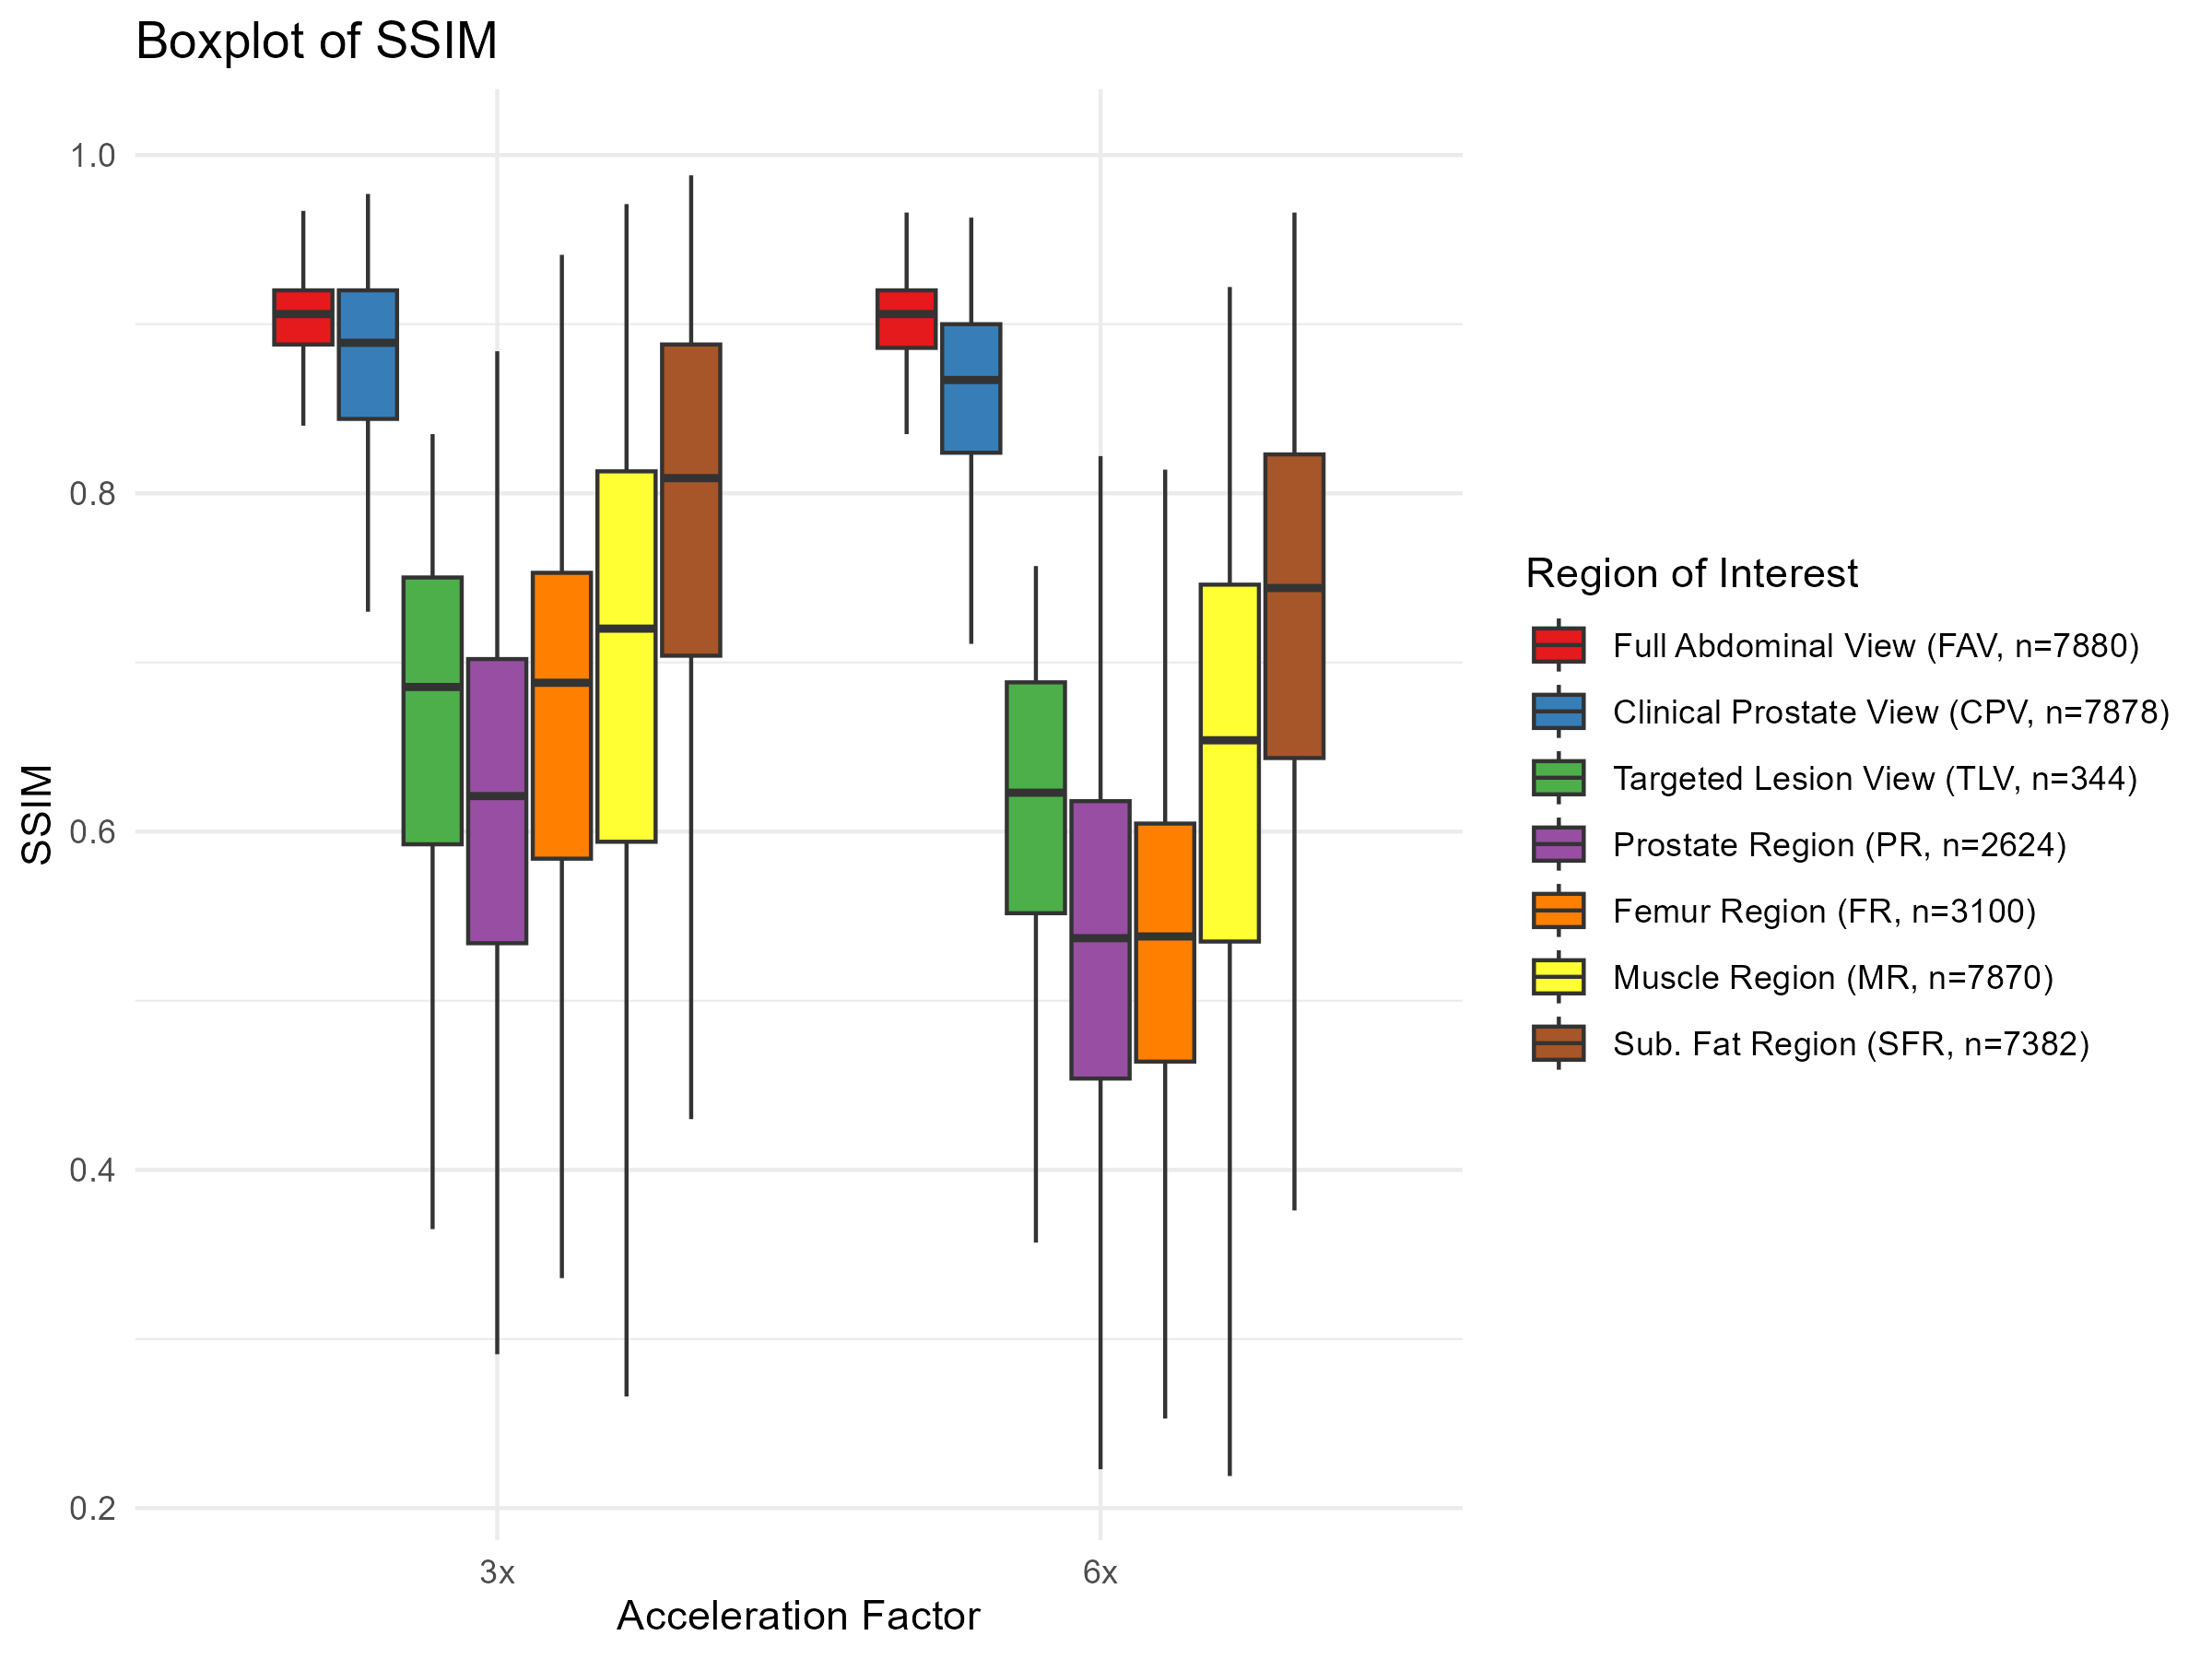 Boxplot of SSIM
1.0
0.8
0.6
0.4
0.2
SSIM
3x
6x
Acceleration Factor
Region of Interest
Full Abdominal View (FAV, n=7880)
Clinical Prostate View (CPV, n=7878)
Targeted Lesion View (TLV, n=344)
Prostate Region (PR, n=2624)
Femur Region (FR, n=3100)
Muscle Region (MR, n=7870)
Sub. Fat Region (SFR, n=7382)